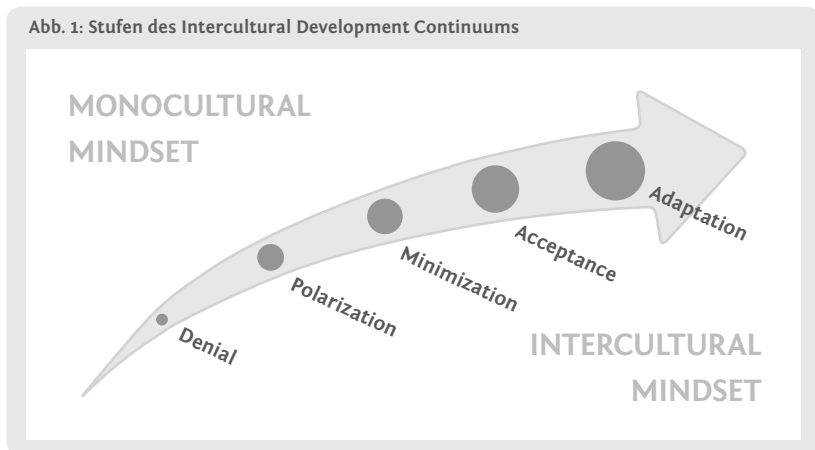 Abb. 1: Stufen des Intercultural Development Continuums
MONOCULTURAL
MINDSET
Denial
Polarization
Minimization
Acceptance
Adaptation
INTERCULTURAL
MINDSET